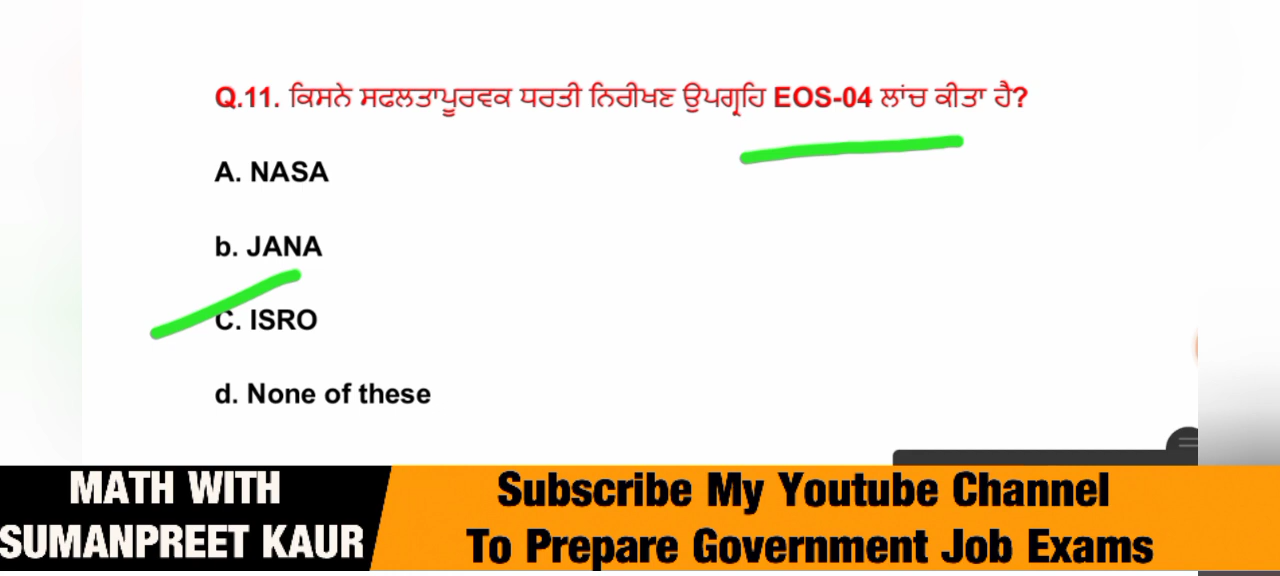 Q.11. ਕਿਸਨੇ ਸਫਲਤਾਪੂਰਵਕ ਧਰਤੀ ਨਿਰੀਖਣ ਉਪਗ੍ਰਹਿ EOS-04 ਲਾਂਚ ਕੀਤਾ ਹੈ?
A. NASA
b. JANA
C. ISRO
d. None of these
MATH WITH
SUMANPREET KAUR
Subscribe My Youtube Channel
To Prepare Government Job Exams